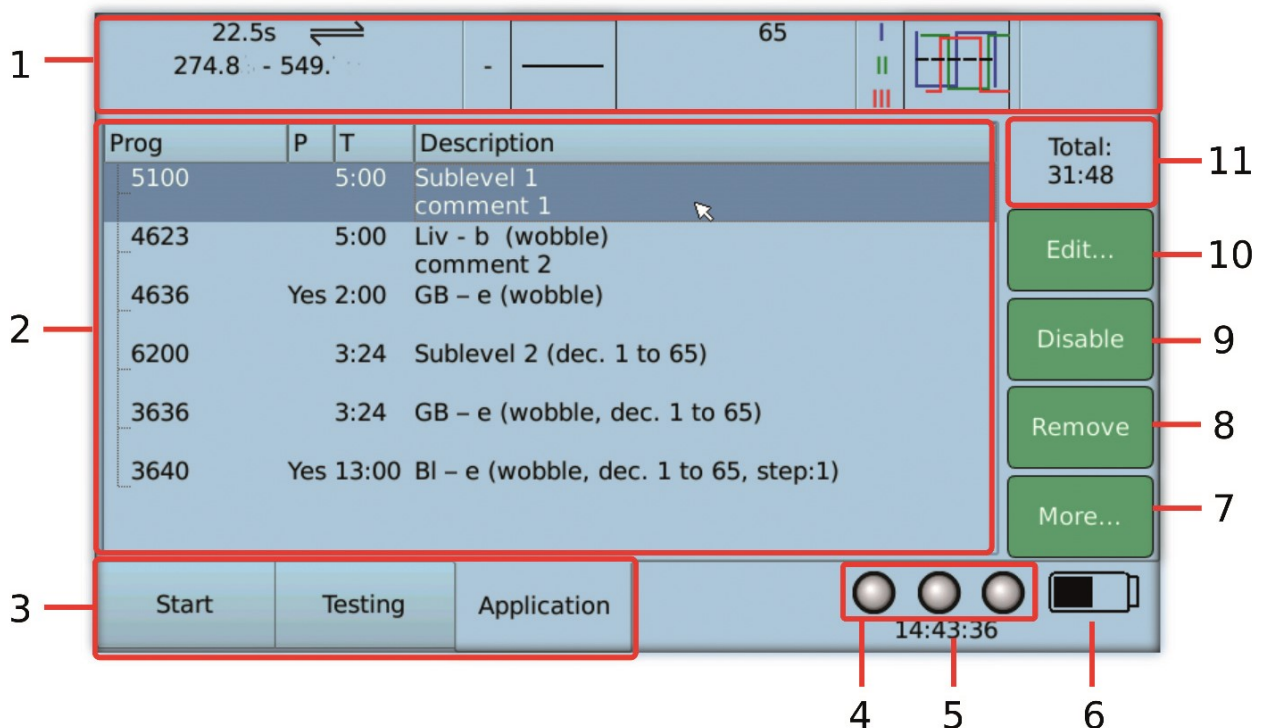 22.5s 65 I
274.8 - 549. - II
III
1
Prog P T Description
5100 5:00 Sublevel 1
comment 1
4623 5:00 Liv - b (wobble)
comment 2
4636 Yes 2:00 GB – e (wobble)
6200 3:24 Sublevel 2 (dec. 1 to 65)
3636 3:24 GB – e (wobble, dec. 1 to 65)
3640 Yes 13:00 Bl – e (wobble, dec. 1 to 65, step:1)
2
Total:
31:48
11
Edit...
10
Disable
9
Remove
8
More...
7
3
Start Testing Application
14:43:36
4 5 6